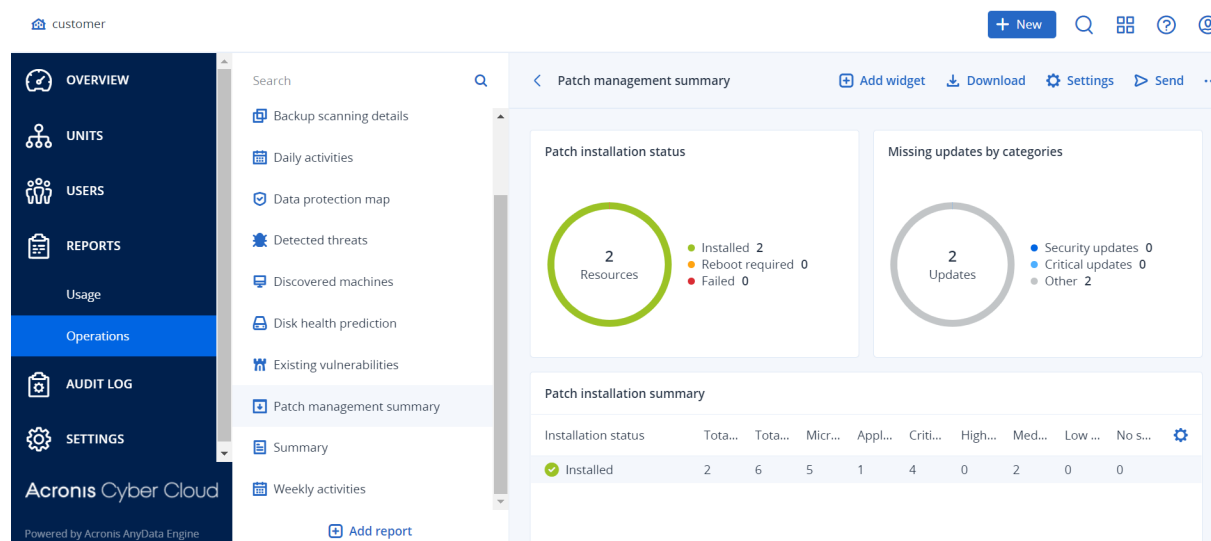 customer
+ New
OVERVIEW
UNITS
USERS
REPORTS
Usage
Operations
AUDIT LOG
SETTINGS
Acronis Cyber Cloud
Powered by Acronis AnyData Engine
Search
Backup scanning details
Daily activities
Data protection map
Detected threats
Discovered machines
Disk health prediction
Existing vulnerabilities
Patch management summary
Summary
Weekly activities
Add report
Patch management summary
Add widget Download Settings Send
Patch installation status
2
Resources
Installed 2
Reboot required 0
Failed 0
Missing updates by categories
2
Updates
Security updates 0
Critical updates 0
Other 2
Patch installation summary
Installation status Tota... Tota... Micr... Appl... Criti... High... Med... Low ... No s...
Installed 2 6 5 1 4 0 2 0 0